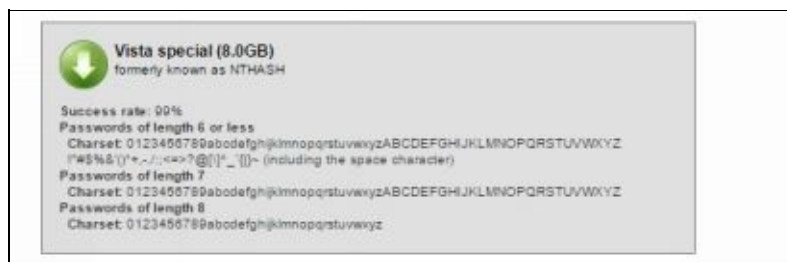 Vista special (8.0GB)
formerly known as NTHASH
Success rate: 99%
Passwords of length 6 or less
Charset: 0123456789abcdefghijklmnopqrstuvwxyzABCDEFGHIJKLMNOPQRSTUVWXYZ
!"#$%&'()*+,-./:;<=>?@[\]^_`{|}~ (including the space character)
Passwords of length 7
Charset: 0123456789abcdefghijklmnopqrstuvwxyzABCDEFGHIJKLMNOPQRSTUVWXYZ
Passwords of length 8
Charset: 0123456789abcdefghijklmnopqrstuvwxyz